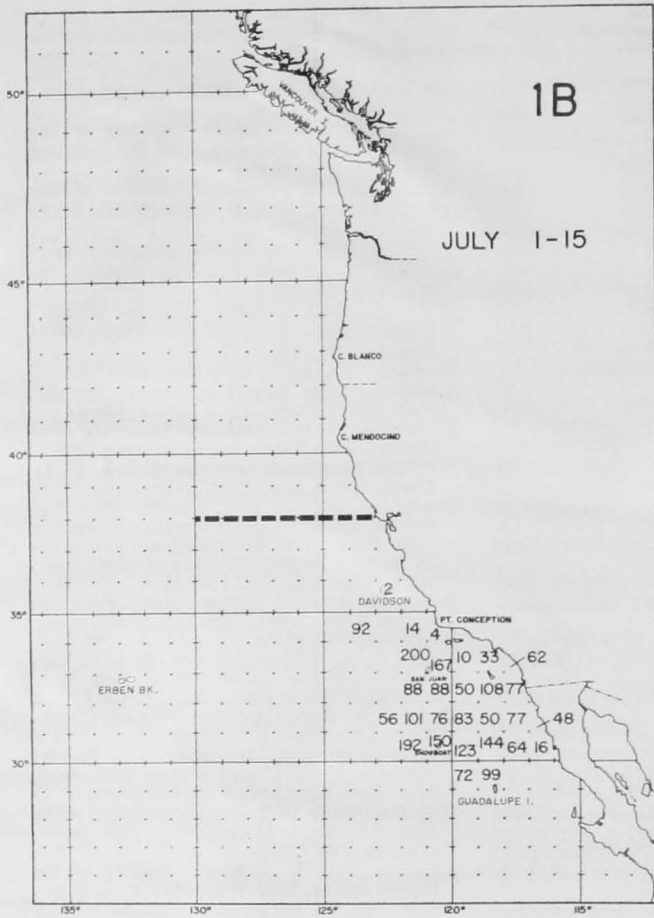 1B
50°
VANCOUVER I.
JULY 1-15
45°
C. BLANCO
C. MENDOCINO
40°
35°
2
DAVIDSON
PT. CONCEPTION
92 14 4
200 167 10 33 62
ERBEN BK.
SAN JUAN
88 88 50 108 77
56 101 76 83 50 77 48
192 150 123 144 64 16
SHOWBOAT
30°
72 99
GUADALUPE I.
135° 130° 125° 120° 115°